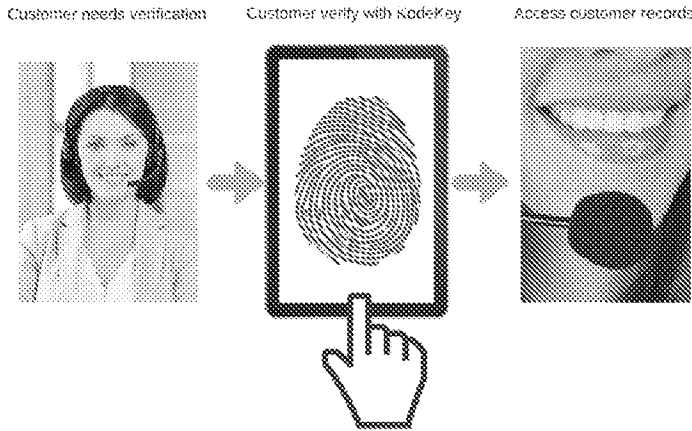 Customer needs verification
Customer verify with KodeKey
Access customer records